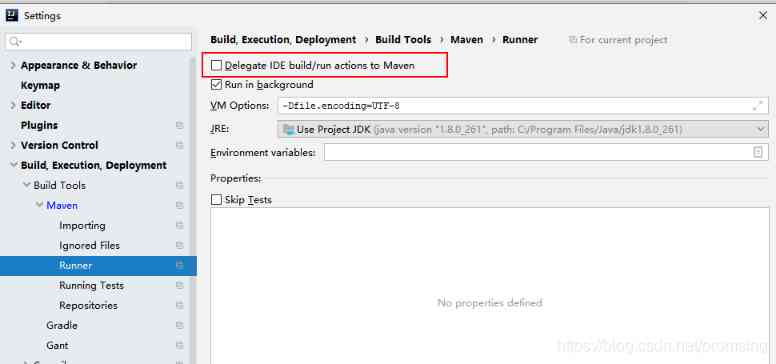 Settings
Build, Execution, Deployment › Build Tools › Maven › Runner
For current project
Appearance & Behavior
Keymap
Editor
Plugins
Version Control
Build, Execution, Deployment
Build Tools
Maven
Importing
Ignored Files
Runner
Running Tests
Repositories
Gradle
Gant
Delegate IDE build/run actions to Maven
Run in background
VM Options: -Dfile.encoding=UTF-8
JRE: Use Project JDK (java version "1.8.0_261", path: C:/Program Files/Java/jdk1.8.0_261)
Environment variables:
Properties:
Skip Tests
No properties defined
https://blog.csdn.net/promsing